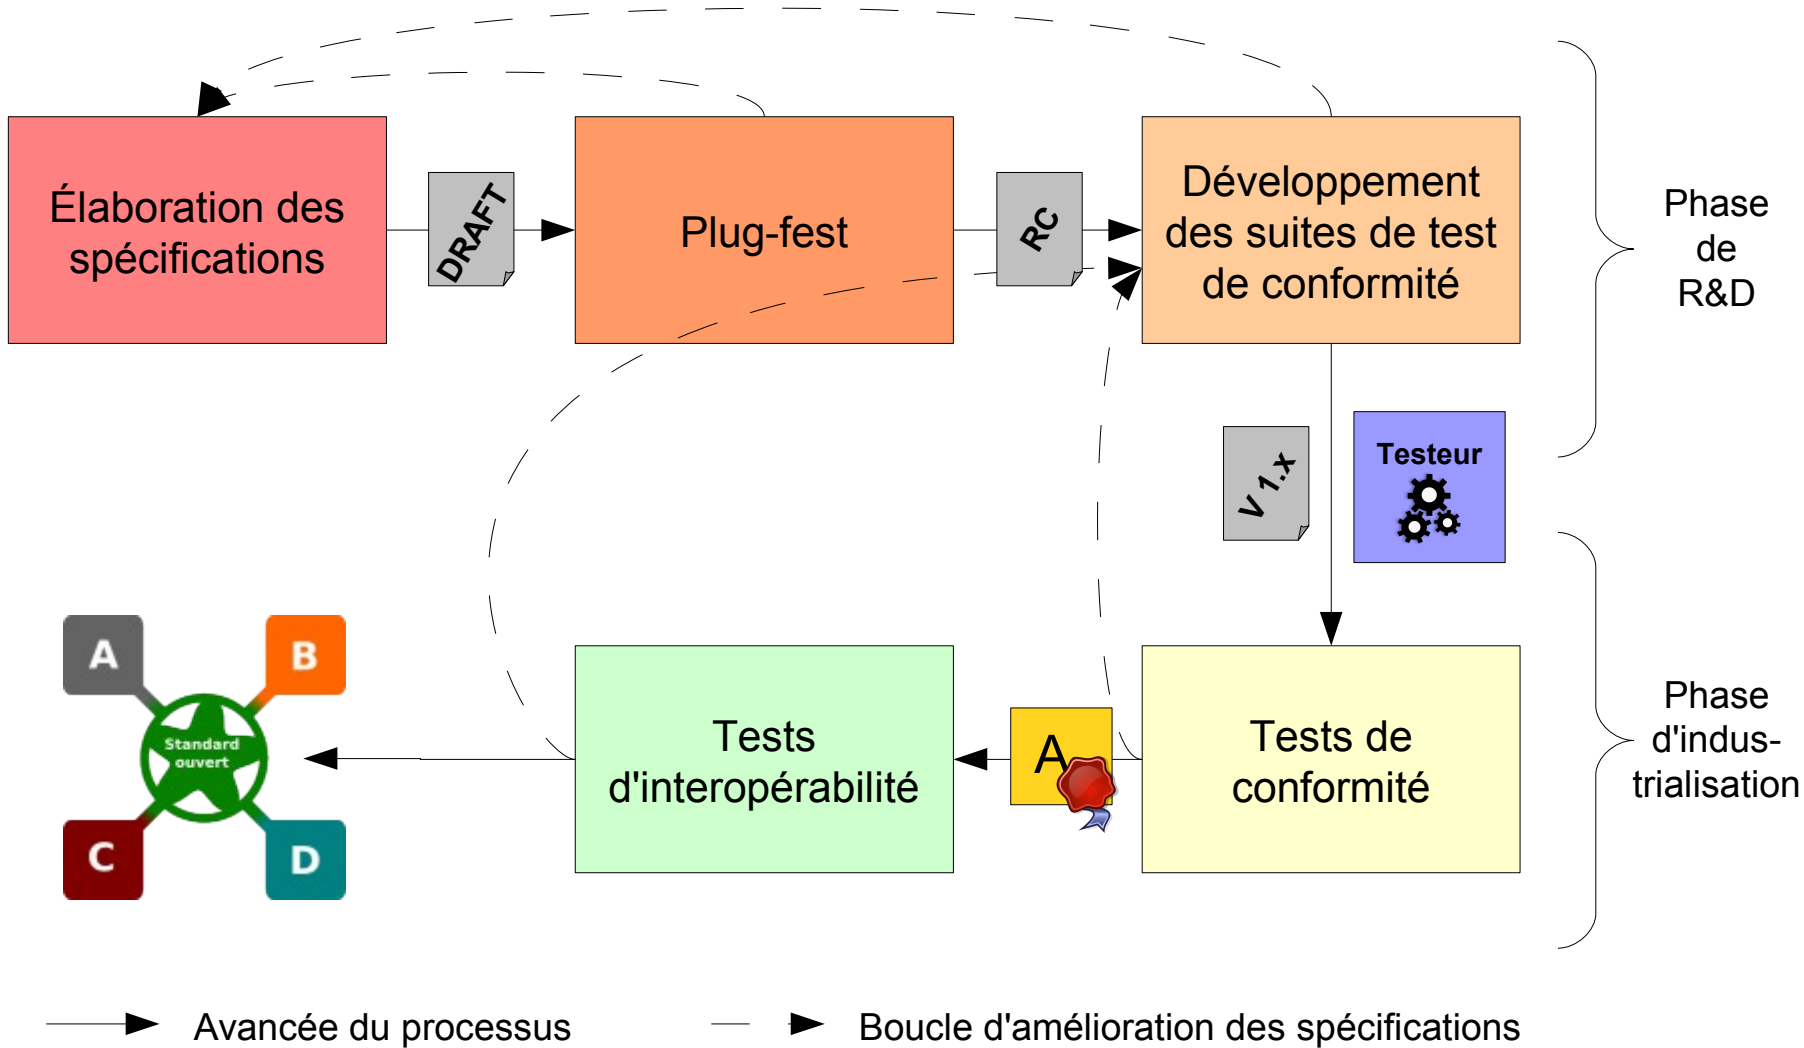 Élaboration des
spécifications
DRAFT
Plug-fest
RC
Développement
des suites de test
de conformité
Phase
de
R&D
V 1.x
Testeur
A
B
Standard
ouvert
C
D
Tests
d'interopérabilité
A
Tests de
conformité
Phase
d'indus-
trialisation
Avancée du processus
Boucle d'amélioration des spécifications